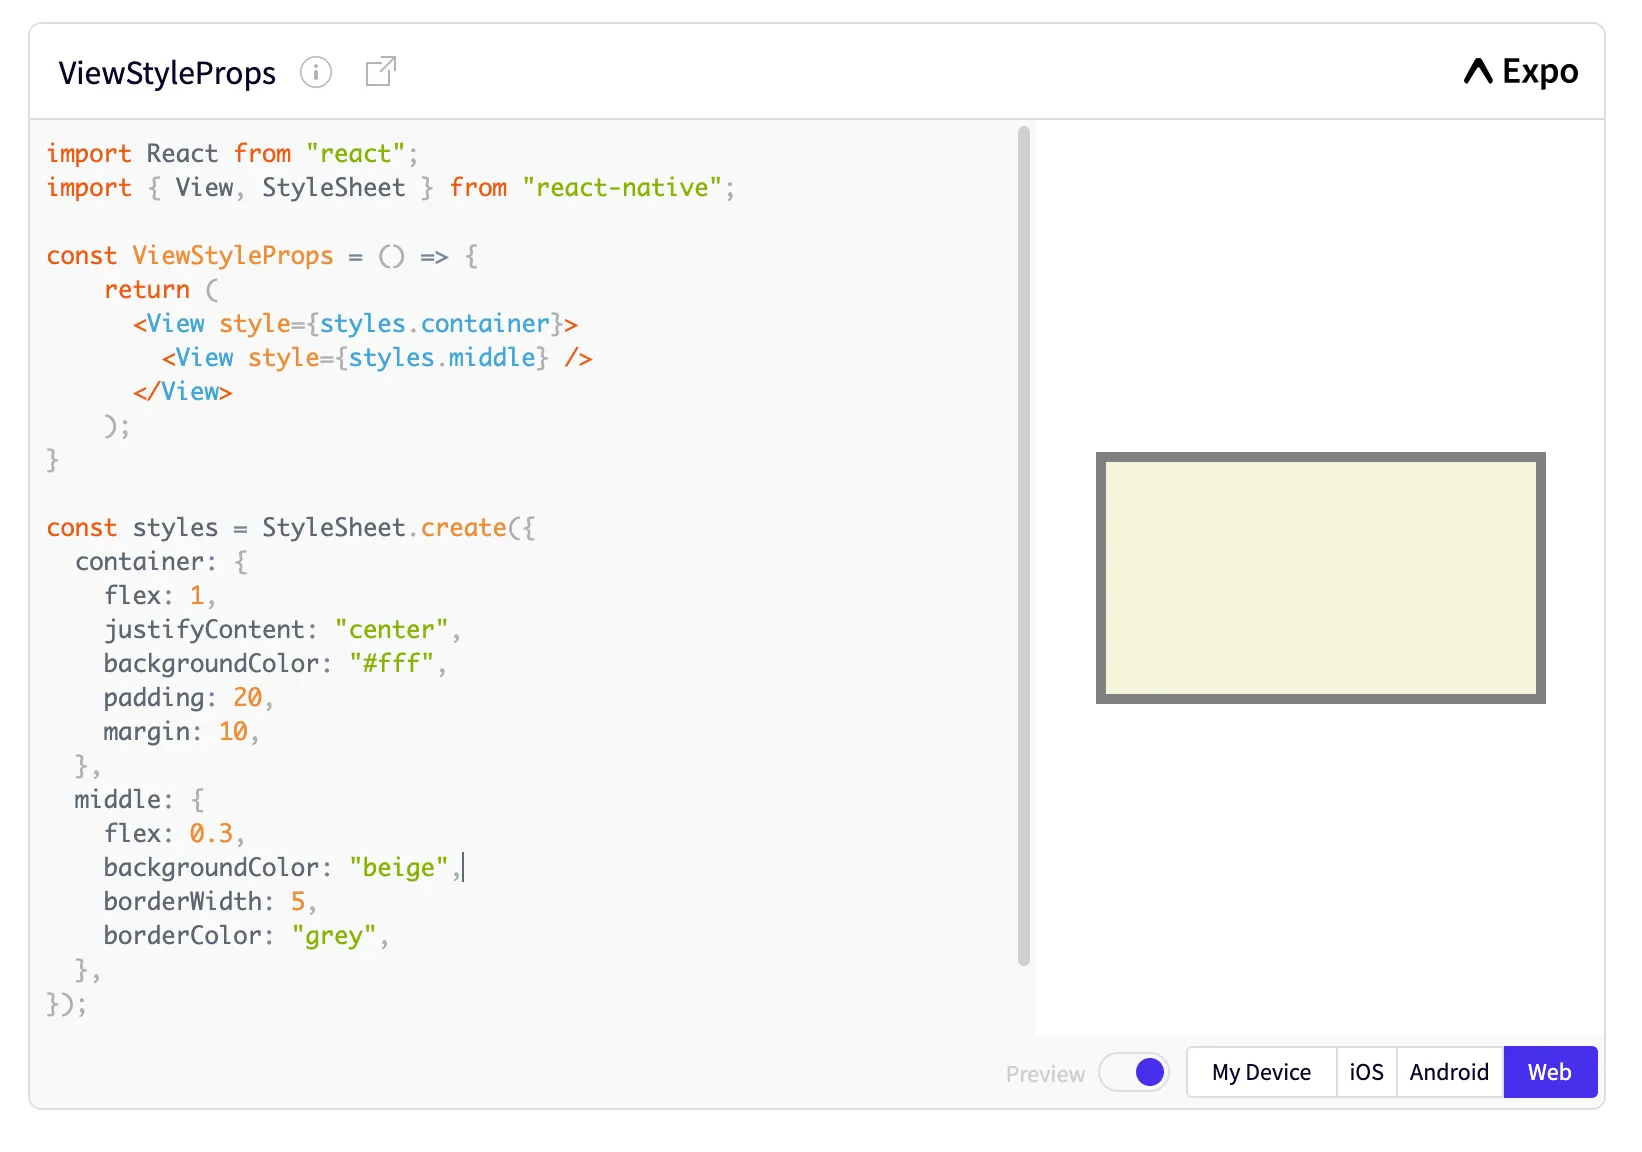 ViewStyleProps
Expo
import React from "react";
import { View, StyleSheet } from "react-native";
const ViewStyleProps = () => {
    return (
      <View style={styles.container}>
        <View style={styles.middle} />
      </View>
    );
}
const styles = StyleSheet.create({
  container: {
    flex: 1,
    justifyContent: "center",
    backgroundColor: "#fff",
    padding: 20,
    margin: 10,
  },
  middle: {
    flex: 0.3,
    backgroundColor: "beige",
    borderWidth: 5,
    borderColor: "grey",
  },
});
Preview My Device iOS Android Web